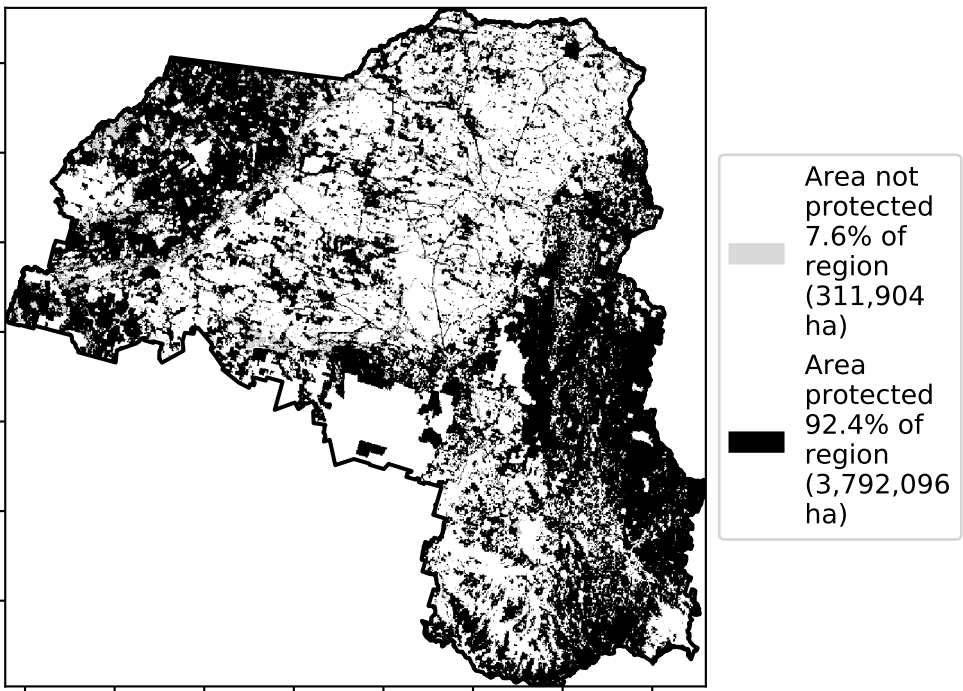 Area not
protected
7.6% of
region
(311,904
ha)
Area
protected
92.4% of
region
(3,792,096
ha)